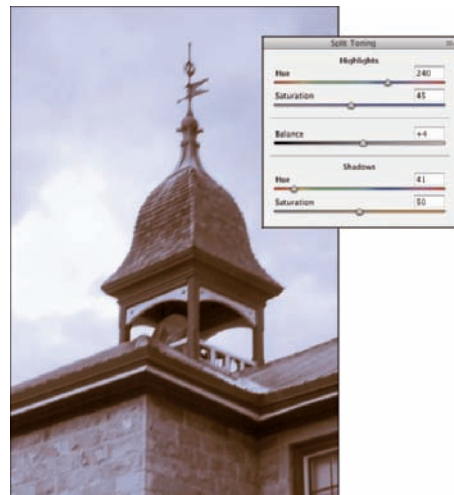 Split Toning
Highlights
Hue 240
Saturation 45
Balance +4
Shadows
Hue 41
Saturation 50